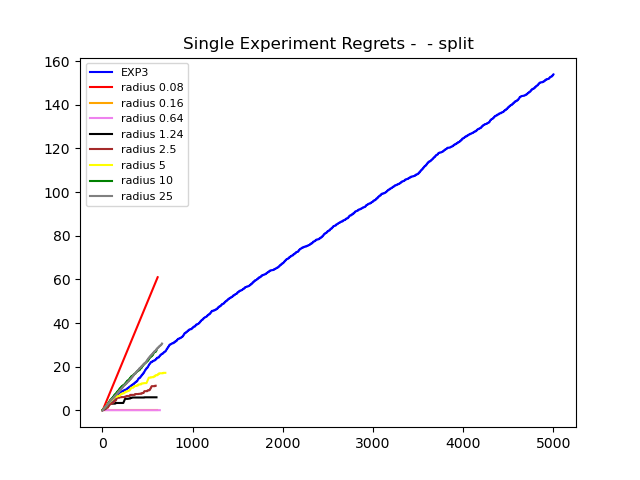 Single Experiment Regrets -  - split
160
140
120
100
80
60
40
20
0
EXP3
radius 0.08
radius 0.16
radius 0.64
radius 1.24
radius 2.5
radius 5
radius 10
radius 25
0 1000 2000 3000 4000 5000